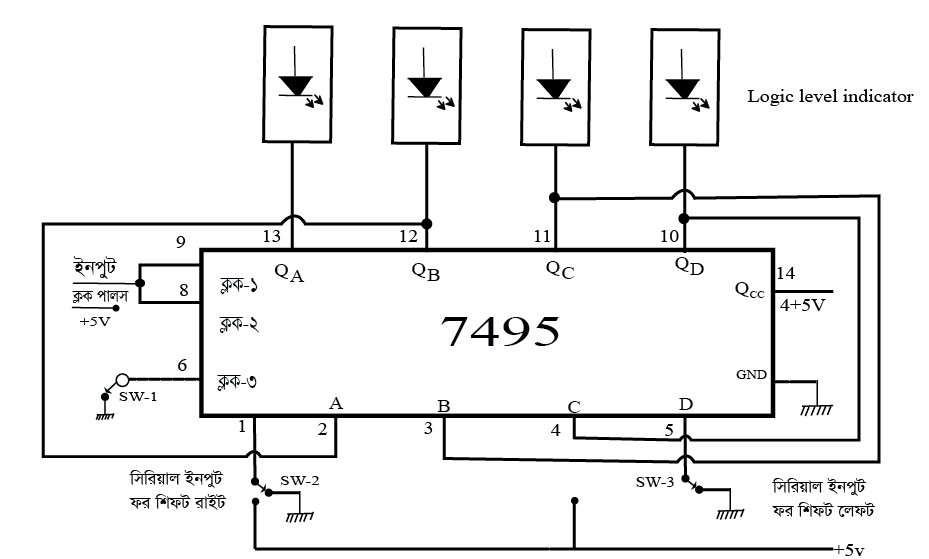 Logic level indicator
13 12 11 10
9
QA QB QC QD
14
ইনপুট
ক্লক পালস
+5V
8
ক্লক-১
ক্লক-২
7495
QCC
4+5V
6
ক্লক-৩
SW-1
GND
A B C D
1 2 3 4 5
সিরিয়াল ইনপুট
ফর শিফট রাইট
SW-2
SW-3
সিরিয়াল ইনপুট
ফর শিফট লেফট
+5v